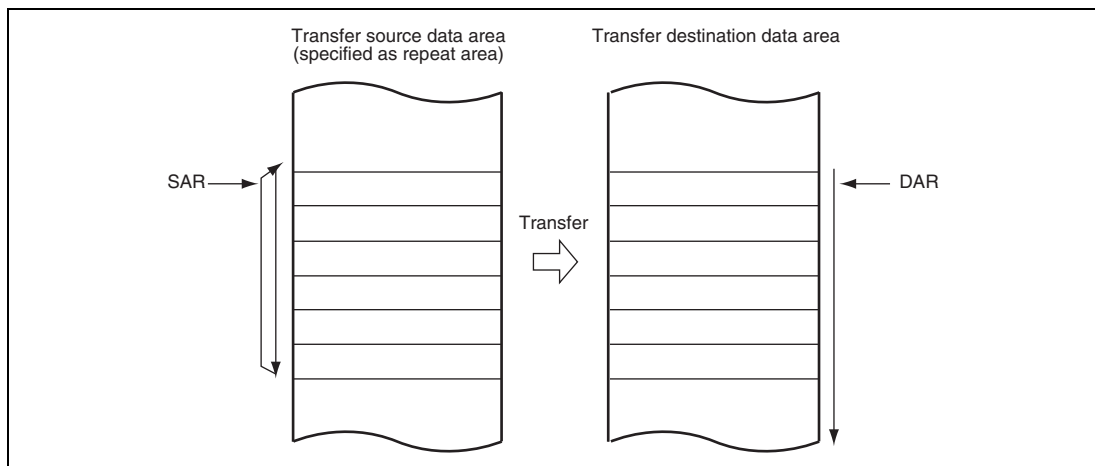 Transfer source data area
(specified as repeat area)
Transfer destination data area
SAR
Transfer
DAR